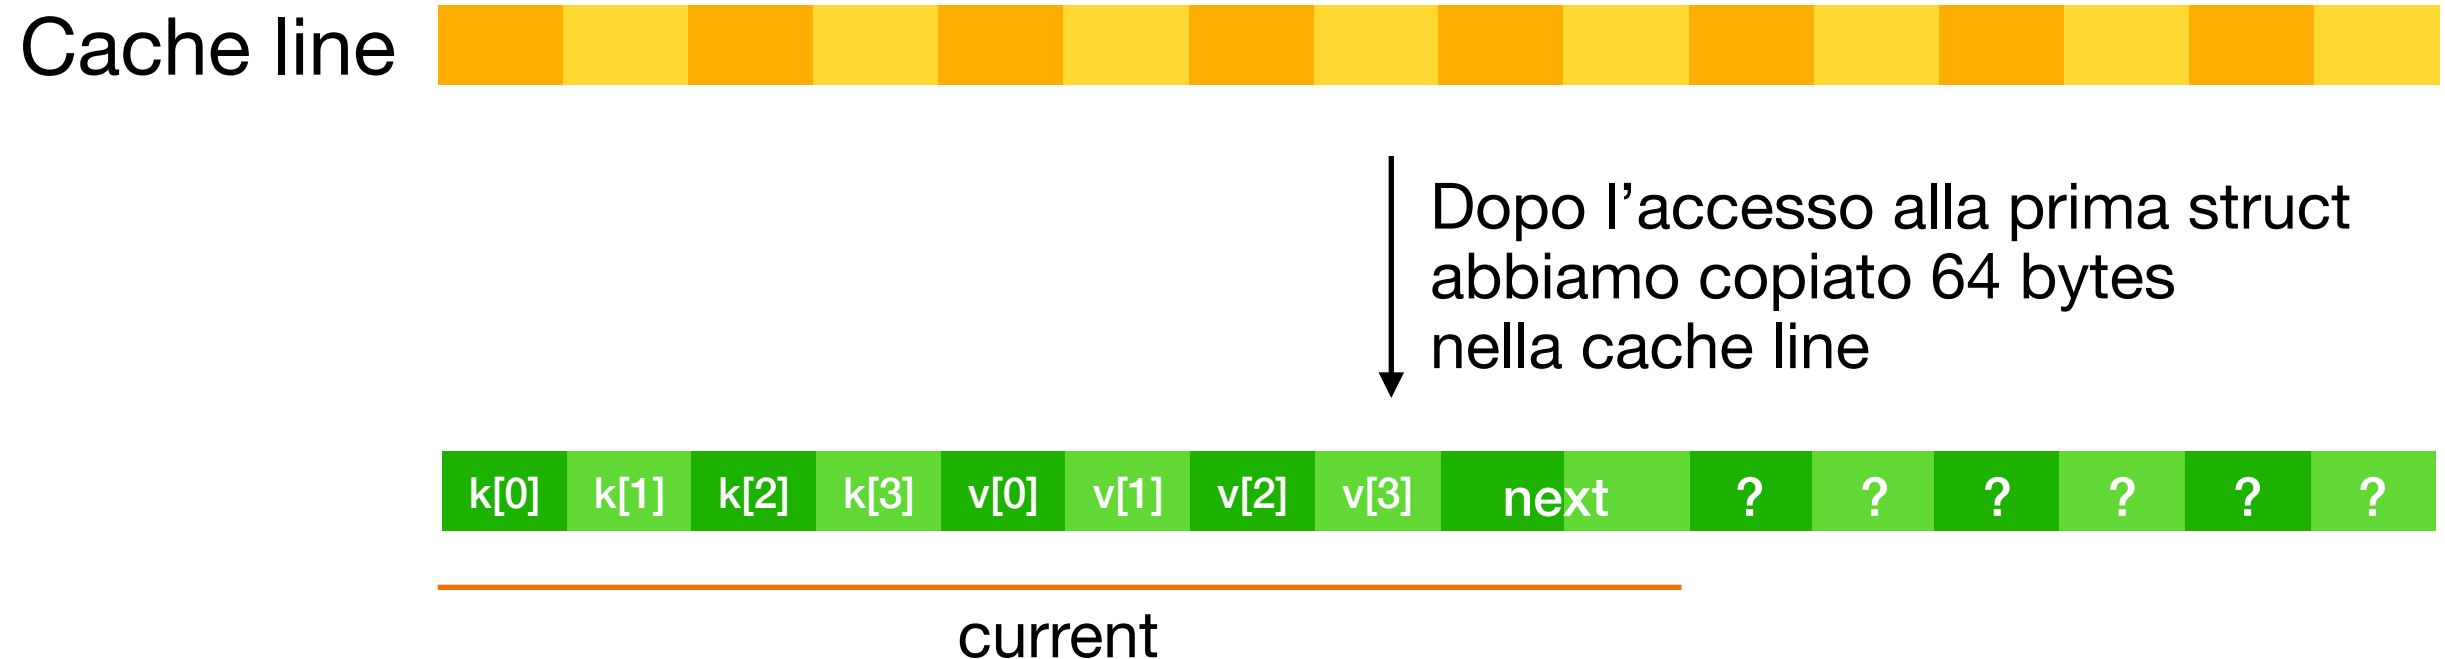 Cache line
Dopo l’accesso alla prima struct
abbiamo copiato 64 bytes
nella cache line
k[0] k[1] k[2] k[3] v[0] v[1] v[2] v[3] next ? ? ? ? ? ?
current